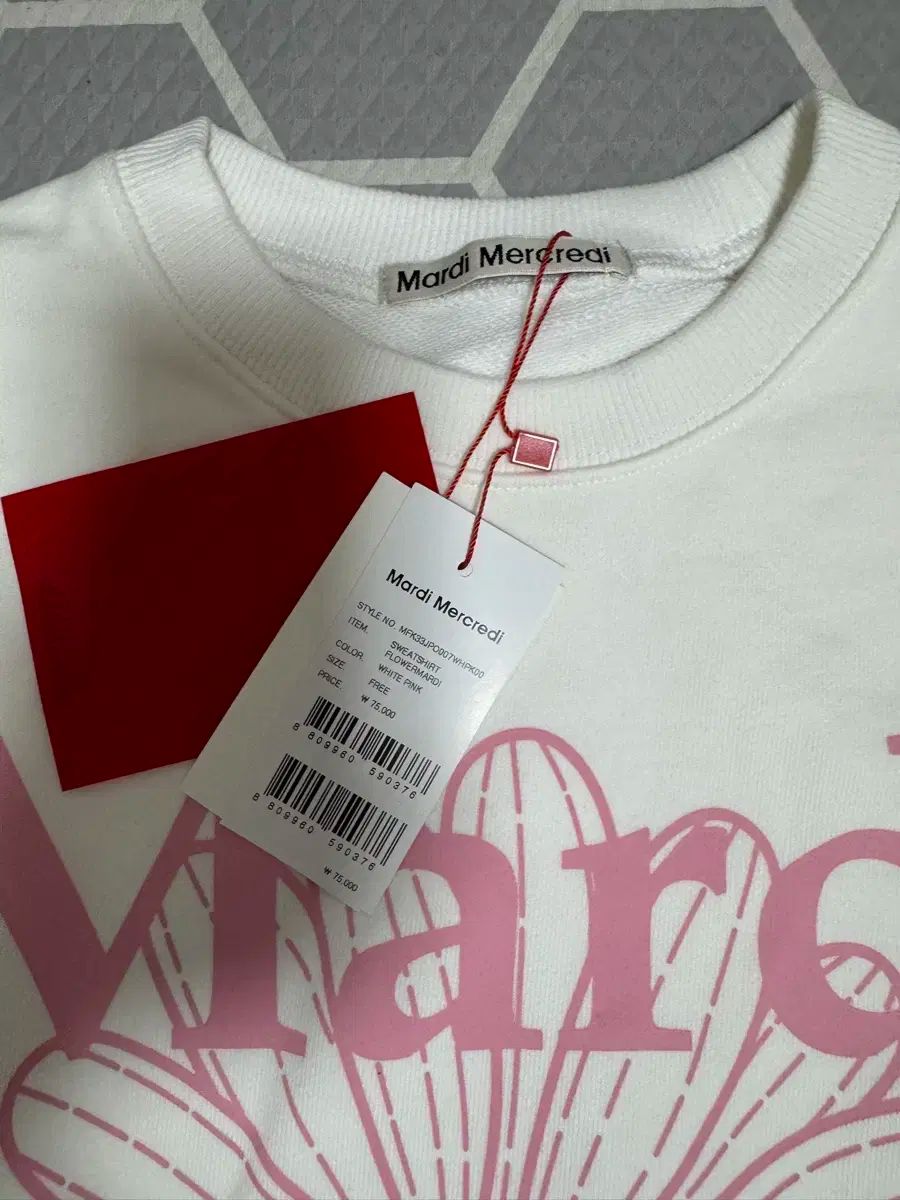 Mardi Mercredi
Mardi Mercredi
STYLE NO. MFK33JPO007WHPK00
ITEM. SWEATSHIRT
FLOWERMARDI
COLOR. WHITE PINK
SIZE. FREE
PRICE. ₩ 75,000
8 809960 590376
8 809960 590376
₩ 75,000
Mard